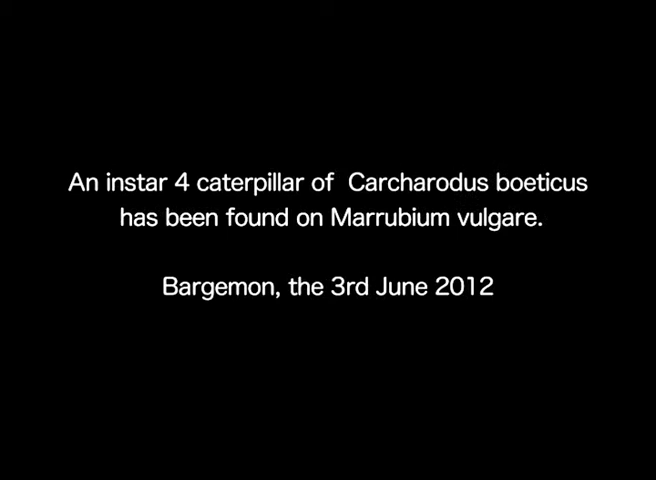 An instar 4 caterpillar of  Carcharodus boeticus
has been found on Marrubium vulgare.
Bargemon, the 3rd June 2012